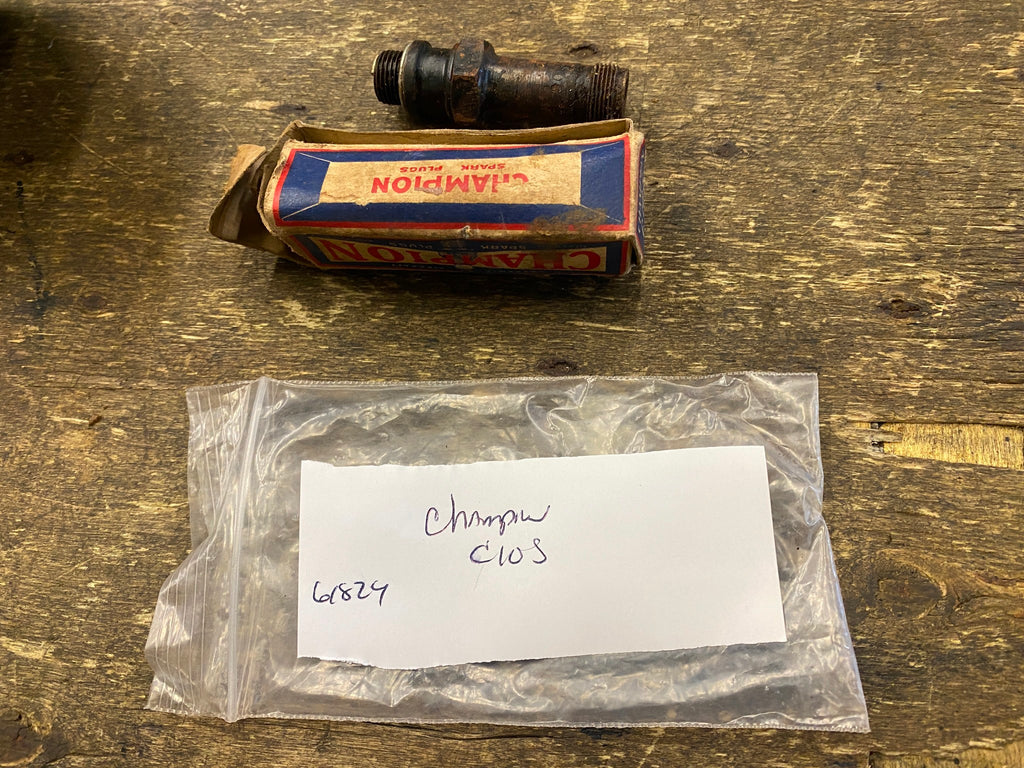 CHAMPION
SPARK PLUGS
CHAMPION
SPARK PLUGS
Champion
C10S
61824